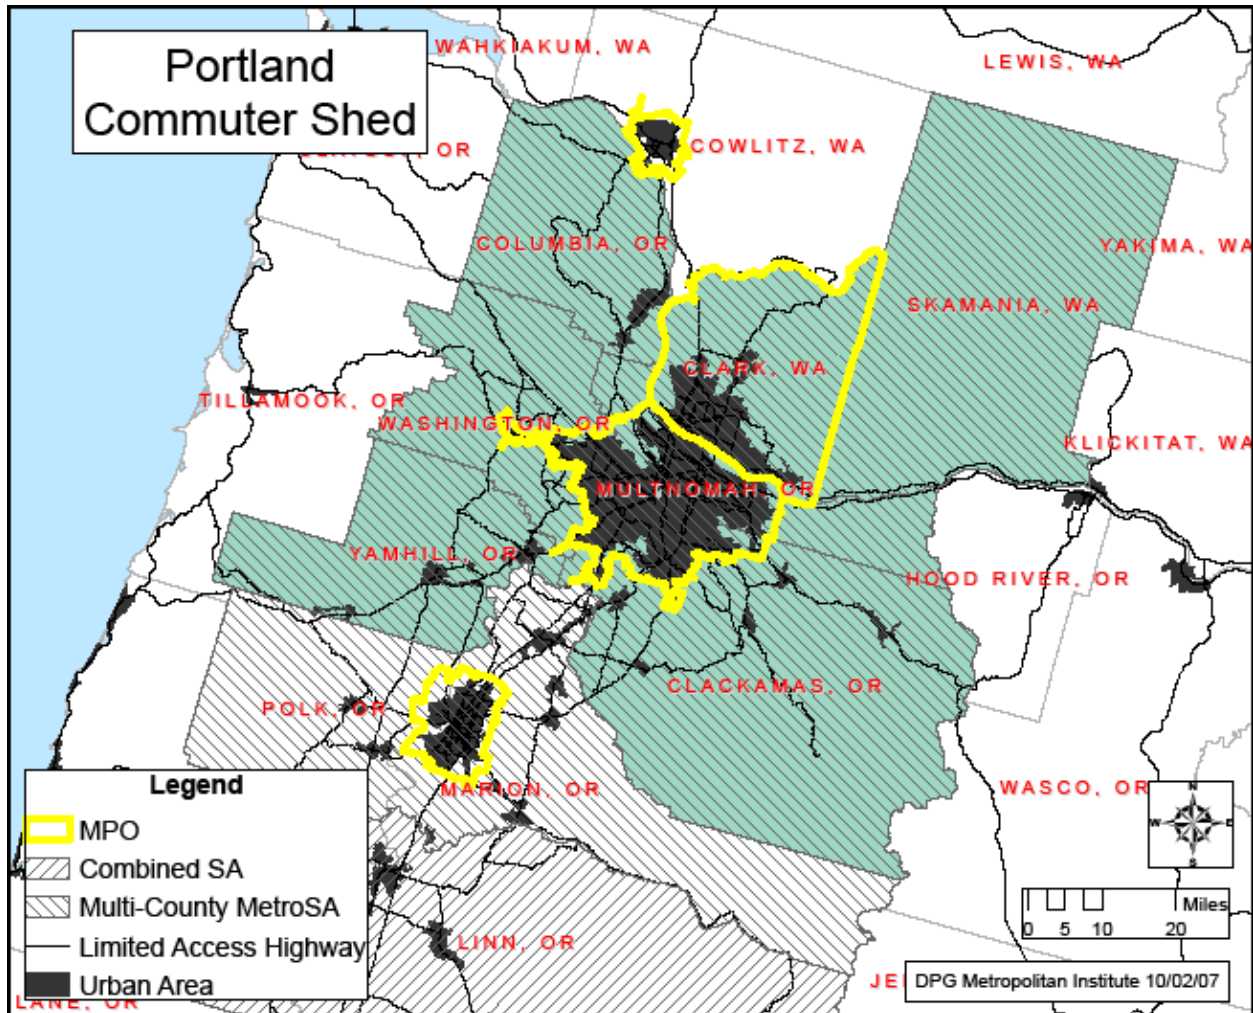 Portland
Commuter Shed
WAHKIAKUM, WA
LEWIS, WA
OR
COWLITZ, WA
COLUMBIA, OR
YAKIMA, WA
SKAMANIA, WA
CLARK, WA
TILLAMOOK, OR
WASHINGTON, OR
KLICKITAT, WA
MULTNOMAH, OR
YAMHILL, OR
HOOD RIVER, OR
POLK, OR
CLACKAMAS, OR
MARION, OR
WASCO, OR
LINN, OR
LANE, OR
Legend
MPO
Combined SA
Multi-County MetroSA
Limited Access Highway
Urban Area
N
W
E
S
Miles
0 5 10 20
DPG Metropolitan Institute 10/02/07